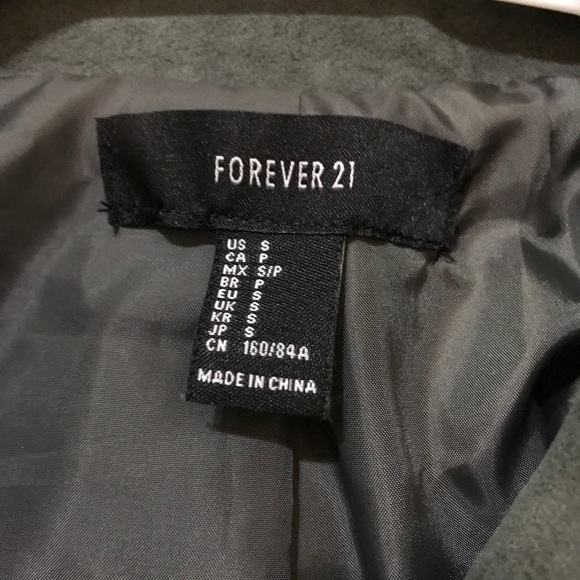 FOREVER 21
US S
CA P
MX S/P
BR P
EU S
UK S
KR S
JP S
CN 160/84A
MADE IN CHINA